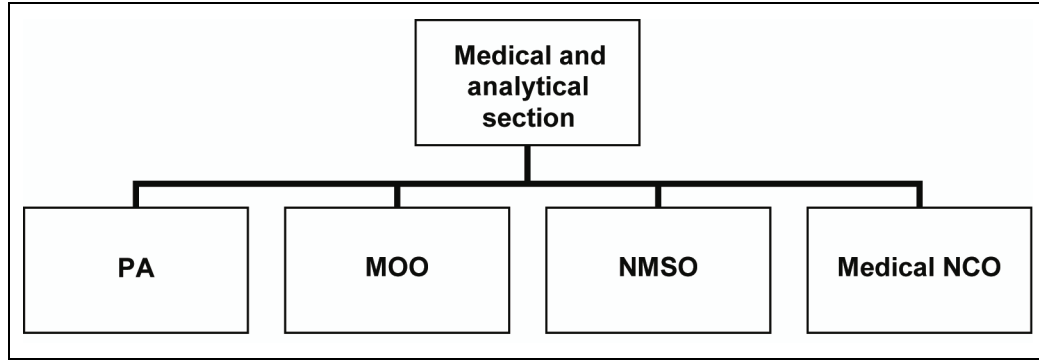 Medical and
analytical
section
PA
MOO
NMSO
Medical NCO